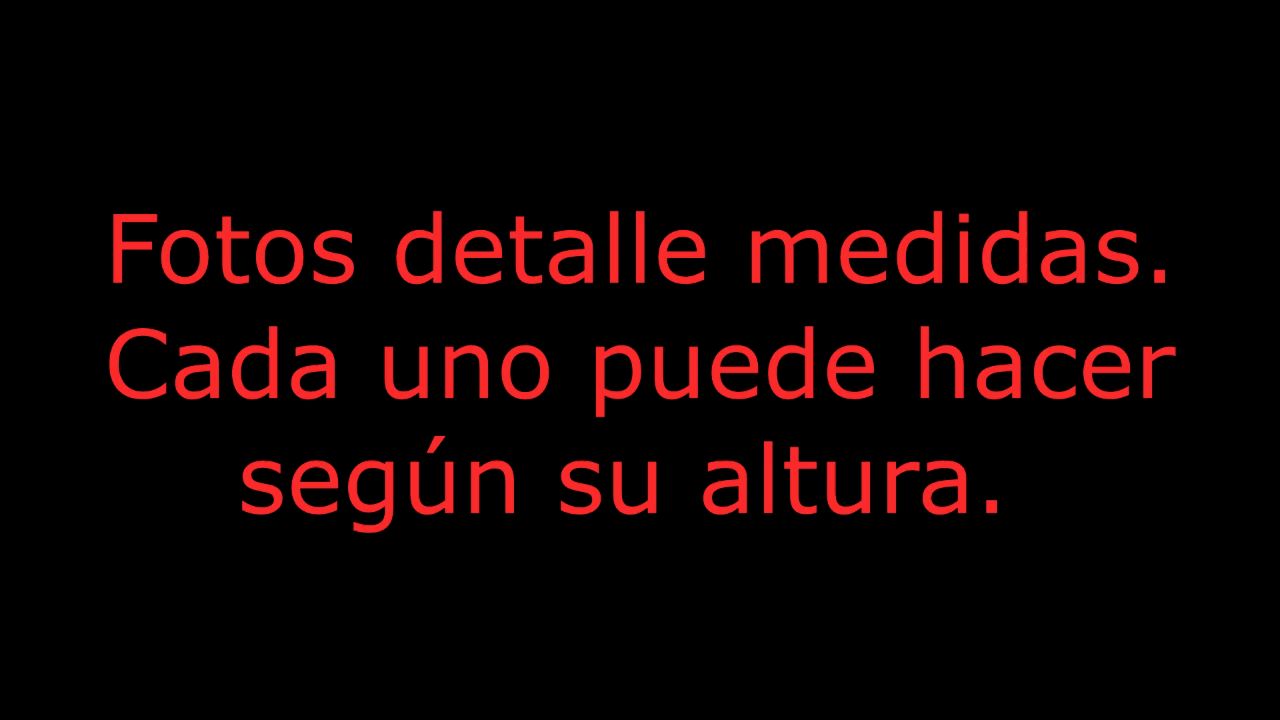 Fotos detalle medidas.
Cada uno puede hacer
según su altura.